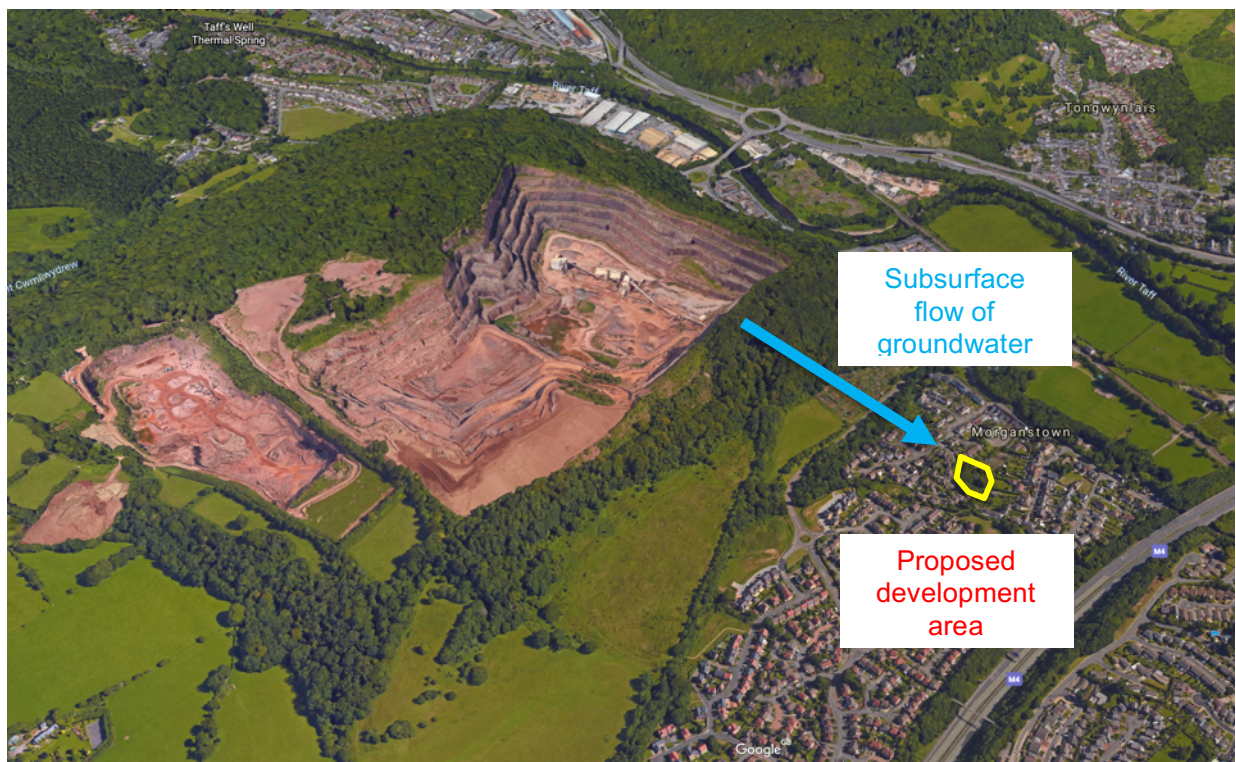 Taff's Well
Thermal Spring
River Taff
Tongwynlais
River Taff
Subsurface
flow of
groundwater
Morganstown
M4
Proposed
development
area
M4
Google